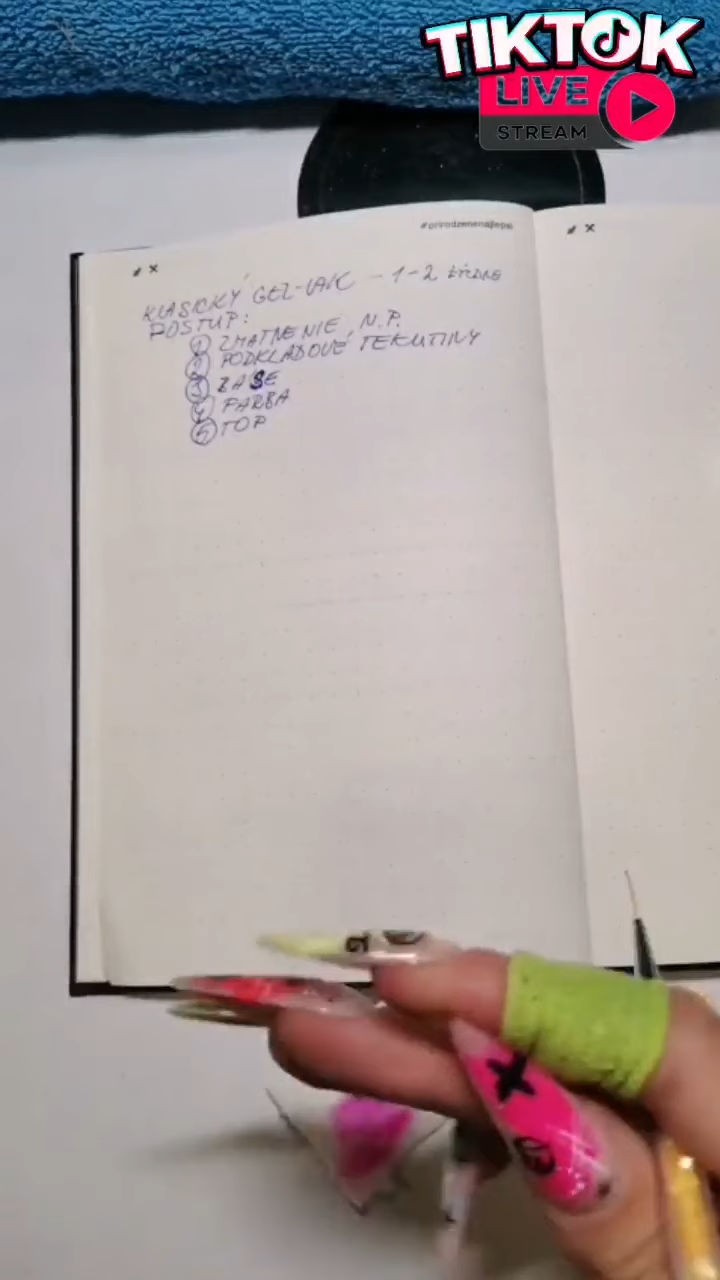 TIKTOK
LIVE
STREAM
#prirodzenenajlepsi
# ×
# ×
KLASICKÝ GEL-LAK - 1-2 týždne
POSTUP:
1 ZMATNENIE, N.P.
2 PODKLADOVÉ TEKUTINY
3 BASE
4 FARBA
5 TOP